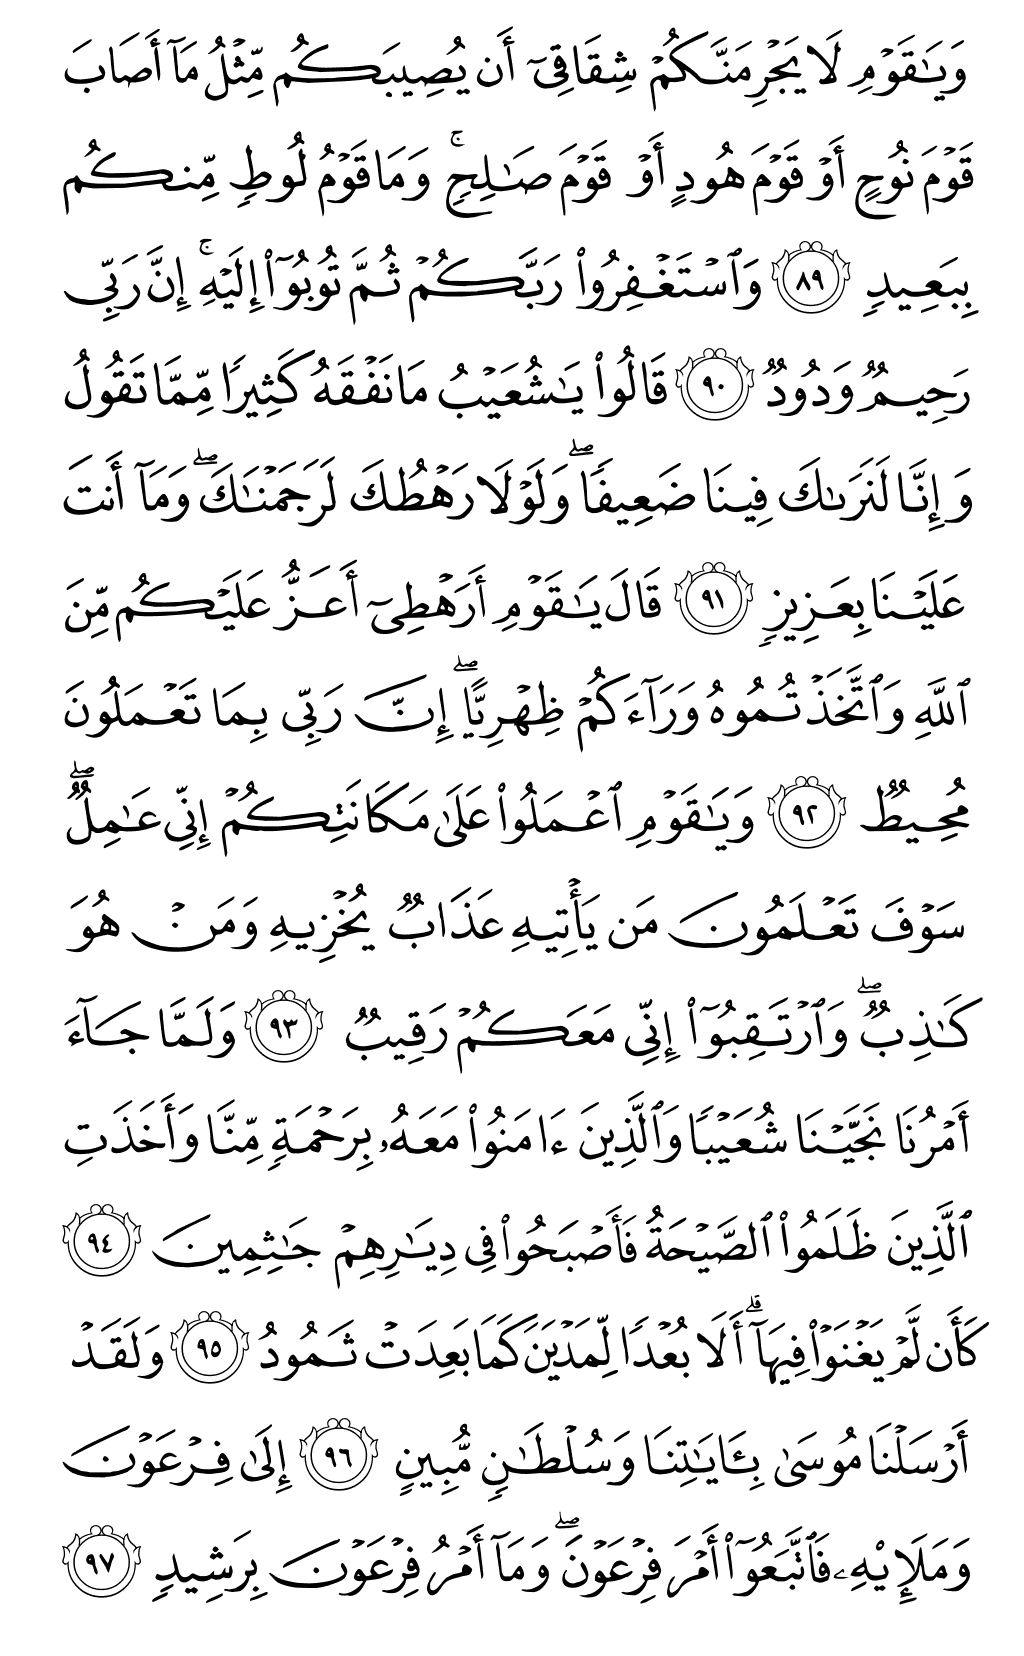 وَيَٰقَوۡمِ لَا يَجۡرِمَنَّكُمۡ شِقَاقِيٓ أَن يُصِيبَكُم مِّثۡلُ مَآ أَصَابَ
قَوۡمَ نُوحٍ أَوۡ قَوۡمَ هُودٍ أَوۡ قَوۡمَ صَٰلِحٖۚ وَمَا قَوۡمُ لُوطٖ مِّنكُم
بِبَعِيدٖ ٨٩ وَٱسۡتَغۡفِرُواْ رَبَّكُمۡ ثُمَّ تُوبُوٓاْ إِلَيۡهِۚ إِنَّ رَبِّي
رَحِيمٞ وَدُودٞ ٩٠ قَالُواْ يَٰشُعَيۡبُ مَا نَفۡقَهُ كَثِيرٗا مِّمَّا تَقُولُ
وَإِنَّا لَنَرَىٰكَ فِينَا ضَعِيفٗاۖ وَلَوۡلَا رَهۡطُكَ لَرَجَمۡنَٰكَۖ وَمَآ أَنتَ
عَلَيۡنَا بِعَزِيزٖ ٩١ قَالَ يَٰقَوۡمِ أَرَهۡطِيٓ أَعَزُّ عَلَيۡكُم مِّنَ
ٱللَّهِ وَٱتَّخَذۡتُمُوهُ وَرَآءَكُمۡ ظِهۡرِيًّاۖ إِنَّ رَبِّي بِمَا تَعۡمَلُونَ
مُحِيطٞ ٩٢ وَيَٰقَوۡمِ ٱعۡمَلُواْ عَلَىٰ مَكَانَتِكُمۡ إِنِّي عَٰمِلٞۖ
سَوۡفَ تَعۡلَمُونَ مَن يَأۡتِيهِ عَذَابٞ يُخۡزِيهِ وَمَنۡ هُوَ
كَٰذِبٞۖ وَٱرۡتَقِبُوٓاْ إِنِّي مَعَكُمۡ رَقِيبٞ ٩٣ وَلَمَّا جَآءَ
أَمۡرُنَا نَجَّيۡنَا شُعَيۡبٗا وَٱلَّذِينَ ءَامَنُواْ مَعَهُۥ بِرَحۡمَةٖ مِّنَّا وَأَخَذَتِ
ٱلَّذِينَ ظَلَمُواْ ٱلصَّيۡحَةُ فَأَصۡبَحُواْ فِي دِيَٰرِهِمۡ جَٰثِمِينَ ٩٤
كَأَن لَّمۡ يَغۡنَوۡاْ فِيهَآۗ أَلَا بُعۡدٗا لِّمَدۡيَنَ كَمَا بَعِدَتۡ ثَمُودُ ٩٥ وَلَقَدۡ
أَرۡسَلۡنَا مُوسَىٰ بِـَٔايَٰتِنَا وَسُلۡطَٰنٖ مُّبِينٍ ٩٦ إِلَىٰ فِرۡعَوۡنَ
وَمَلَإِيْهِۦ فَٱتَّبَعُوٓاْ أَمۡرَ فِرۡعَوۡنَۖ وَمَآ أَمۡرُ فِرۡعَوۡنَ بِرَشِيدٖ ٩٧